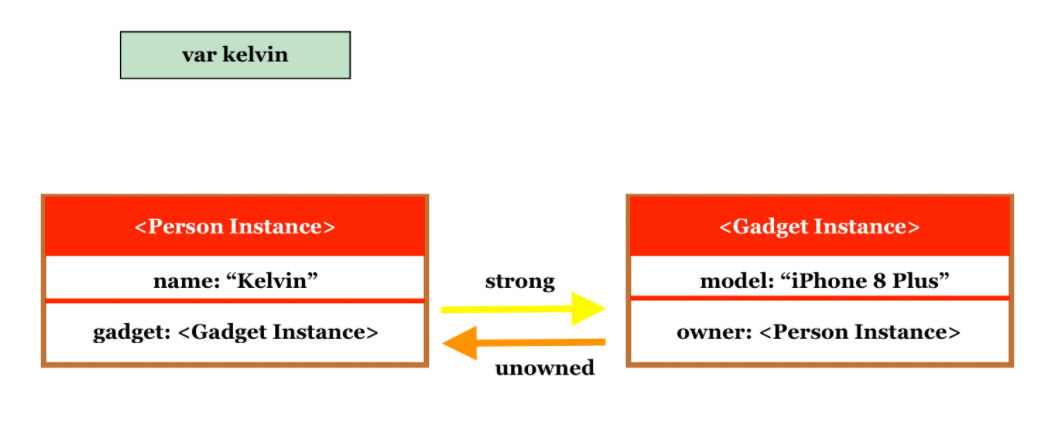 var kelvin
<Person Instance>
name: “Kelvin”
gadget: <Gadget Instance>
strong
unowned
<Gadget Instance>
model: “iPhone 8 Plus”
owner: <Person Instance>